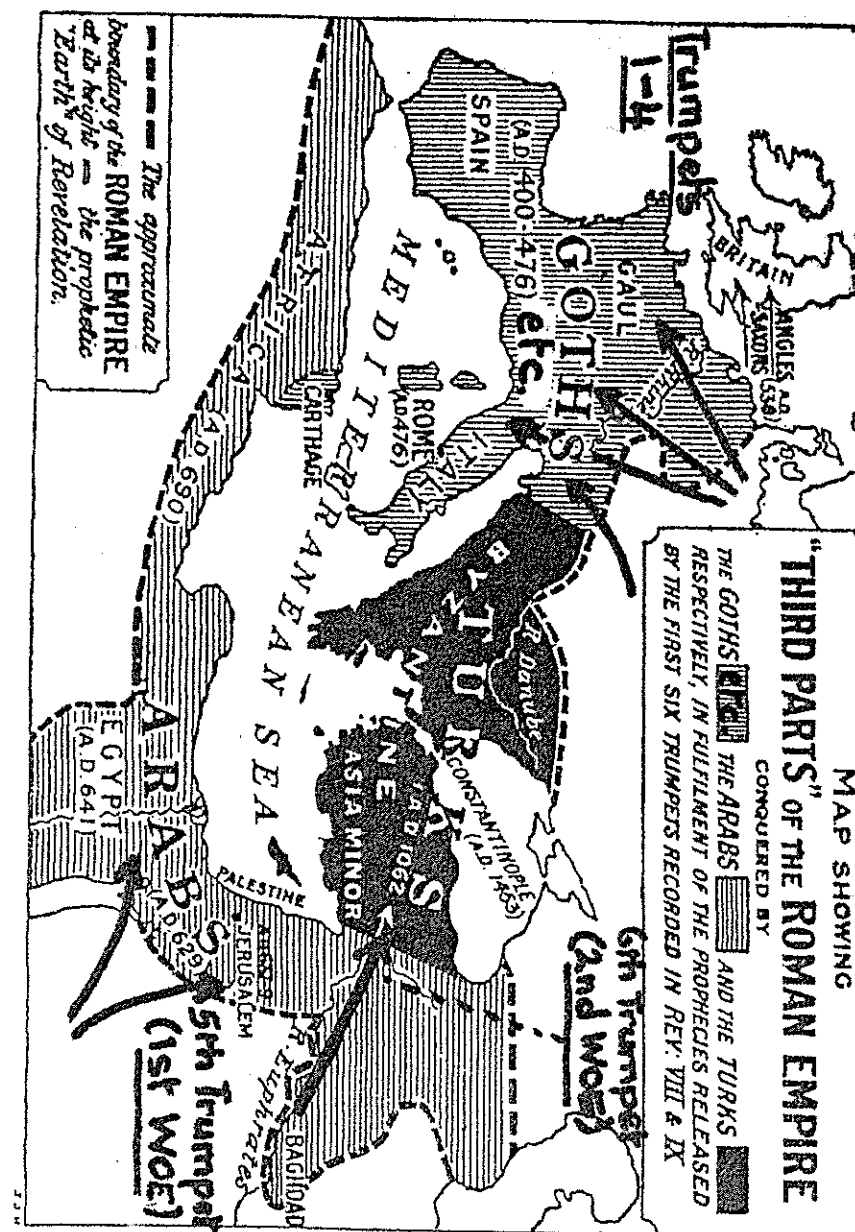 MAP SHOWING
"THIRD PARTS" OF THE ROMAN EMPIRE
CONQUERED BY
THE GOTHS etc. THE ARABS AND THE TURKS
RESPECTIVELY, IN FULFILMENT OF THE PROPHECIES RELEASED
BY THE FIRST SIX TRUMPETS RECORDED IN REV. VIII & IX
Trumpets
1-4
BRITAIN
ANGLES, A.D.
SAXONS (538)
R. Rhine
GAUL
GOTHS
etc.
(A.D. 400-476)
SPAIN
ITALY
ROME
(A.D. 476)
MEDITERRANEAN SEA
CARTHAGE
AFRICA
(A.D. 690)
BYZANTINE
TURKS
R. Danube
CONSTANTINOPLE
(A.D. 1453)
(A.D. 1062)
ASIA MINOR
6th Trumpet
(2nd WOE)
ARABS
(A.D. 629)
EGYPT
(A.D. 641)
PALESTINE
JERUSALEM
R. Euphrates
BAGHDAD
5th Trumpet
(1st WOE)
The approximate
boundary of the ROMAN EMPIRE
at its height = the prophetic
"Earth" of Revelation.